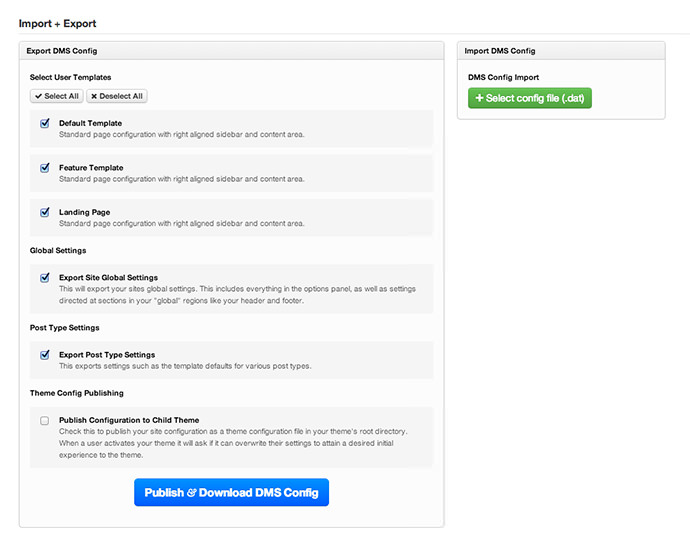 Import + Export
Export DMS Config
Select User Templates
Select All
Deselect All
Default Template
Standard page configuration with right aligned sidebar and content area.
Feature Template
Standard page configuration with right aligned sidebar and content area.
Landing Page
Standard page configuration with right aligned sidebar and content area.
Global Settings
Export Site Global Settings
This will export your sites global settings. This includes everything in the options panel, as well as settings
directed at sections in your "global" regions like your header and footer.
Post Type Settings
Export Post Type Settings
This exports settings such as the template defaults for various post types.
Theme Config Publishing
Publish Configuration to Child Theme
Check this to publish your site configuration as a theme configuration file in your theme's root directory.
When a user activates your theme it will ask if it can overwrite their settings to attain a desired initial
experience to the theme.
Publish & Download DMS Config
Import DMS Config
DMS Config Import
+ Select config file (.dat)